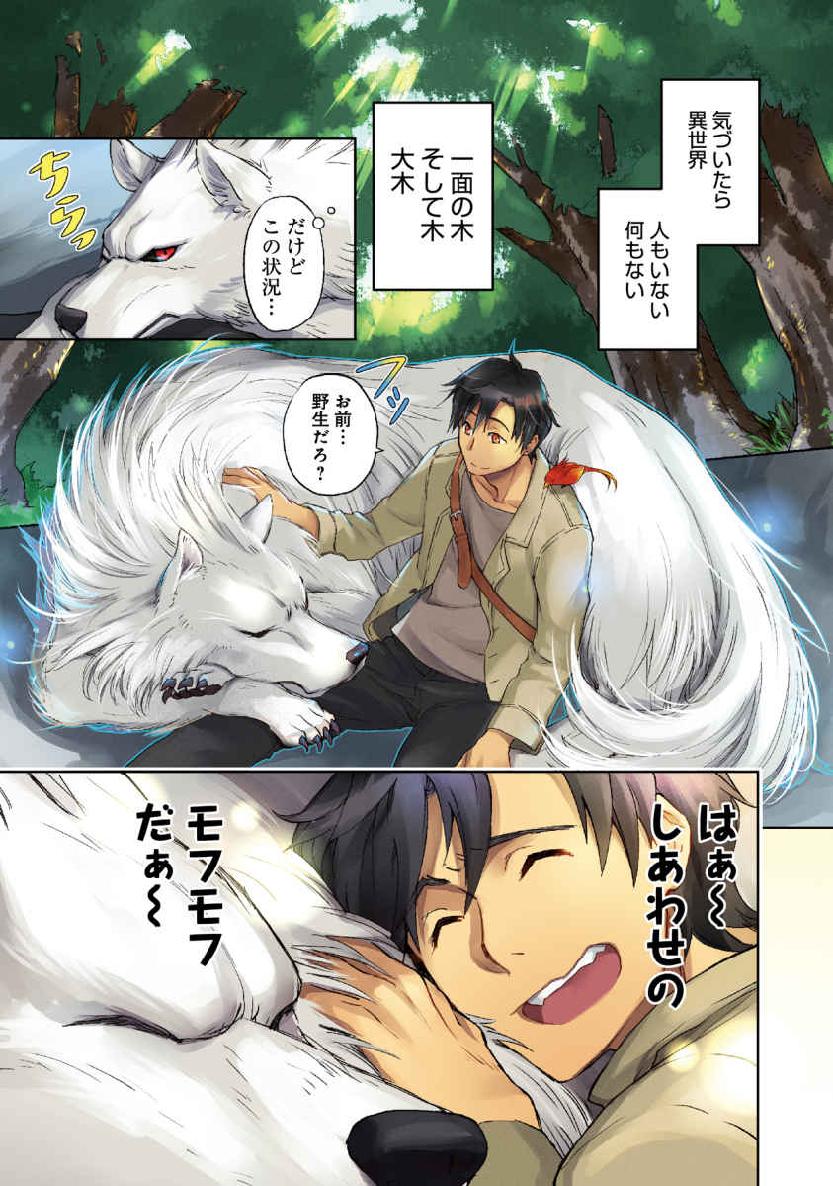 気づいたら
異世界
人もいない
何もない
一面の木
そして木
大木
だけど
この状況…
ちらっ
フンッ
お前…
野生だろ？
はぁ～
しあわせの
モフモフ
だぁ～